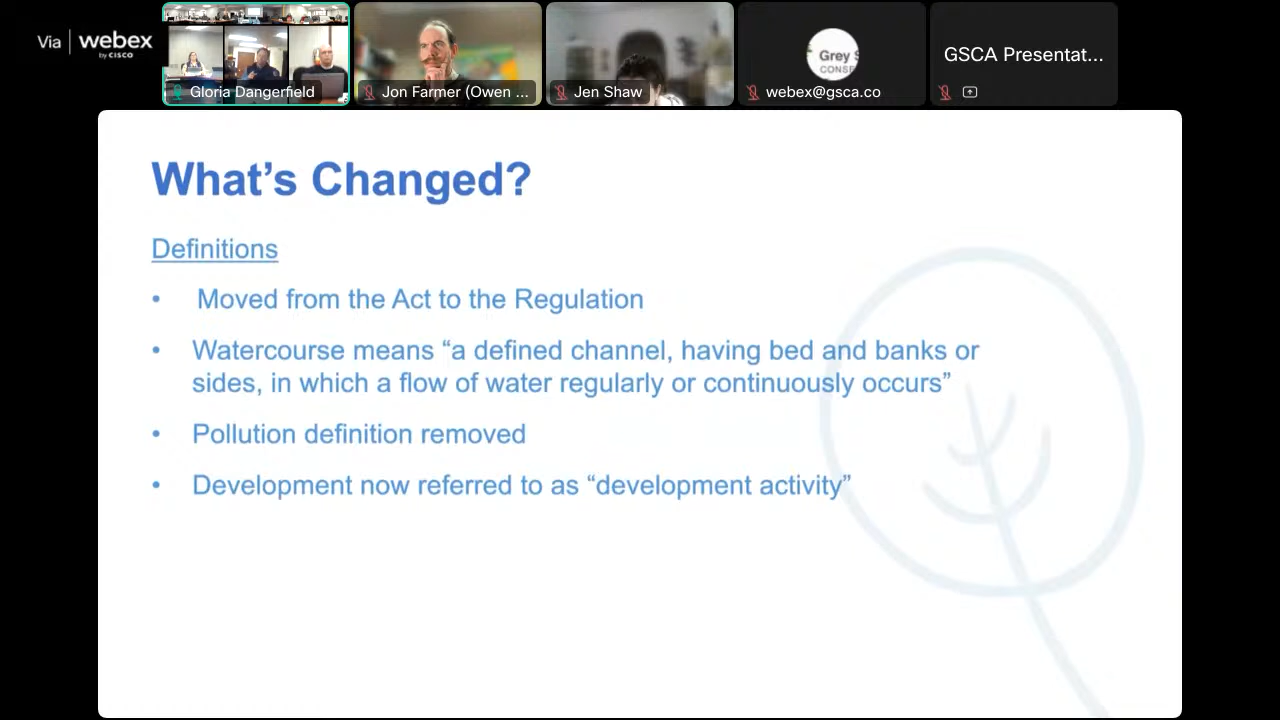 Via webex
by CISCO
Gloria Dangerfield
Jon Farmer (Owen ...
Jen Shaw
Grey S
CONSE
webex@gsca.co
GSCA Presentat...
What’s Changed?
Definitions
• Moved from the Act to the Regulation
• Watercourse means “a defined channel, having bed and banks or
sides, in which a flow of water regularly or continuously occurs”
• Pollution definition removed
• Development now referred to as “development activity”